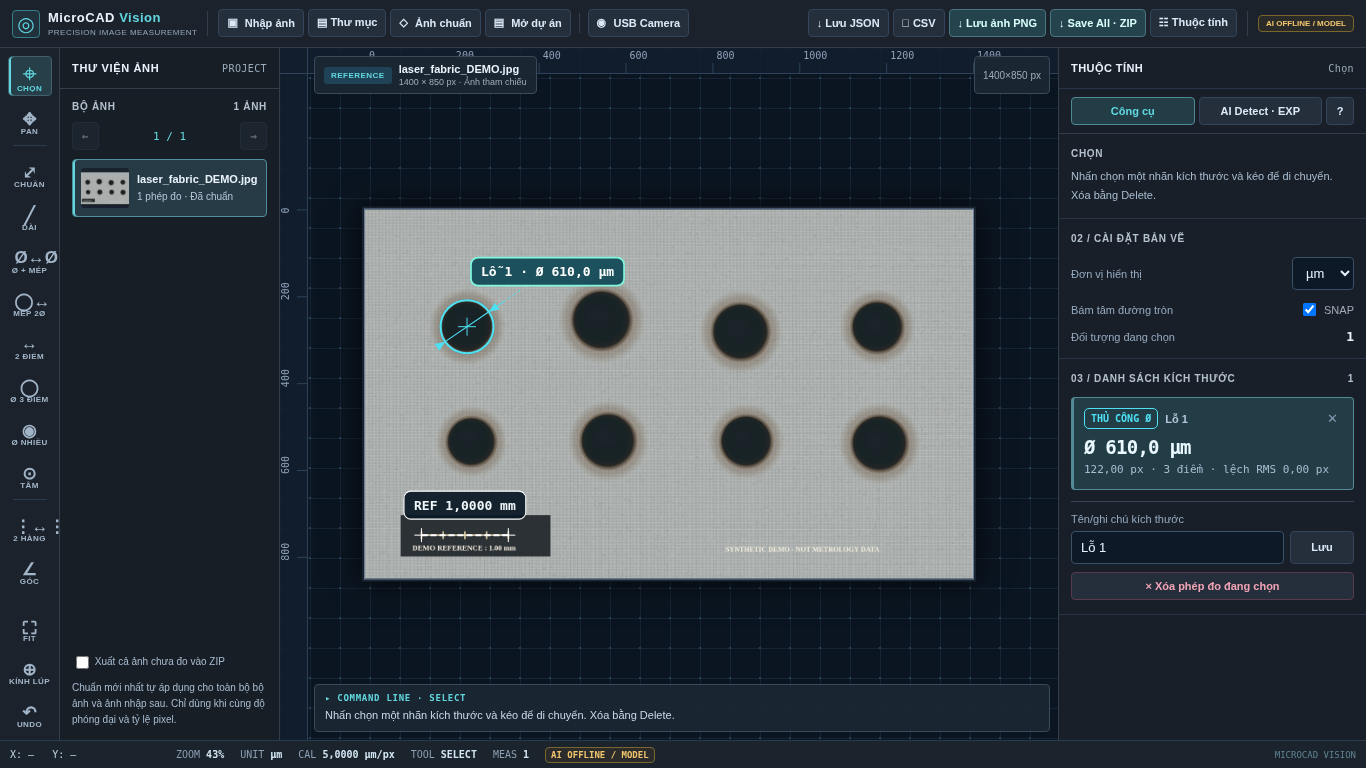 MicroCAD Vision
PRECISION IMAGE MEASUREMENT
Nhập ảnh
Thư mục
Ảnh chuẩn
Mở dự án
USB Camera
↓ Lưu JSON
CSV
↓ Lưu ảnh PNG
↓ Save All · ZIP
Thuộc tính
AI OFFLINE / MODEL
CHỌN
PAN
CHUẨN
DÀI
Ø + MÉP
MÉP 2Ø
2 ĐIỂM
Ø 3 ĐIỂM
Ø NHIỀU
TÂM
2 HÀNG
GÓC
FIT
KÍNH LÚP
UNDO
THƯ VIỆN ẢNH
PROJECT
BỘ ẢNH
1 ẢNH
←
1 / 1
→
laser_fabric_DEMO.jpg
1 phép đo · Đã chuẩn
Xuất cả ảnh chưa đo vào ZIP
Chuẩn mới nhất tự áp dụng cho toàn bộ bộ
ảnh và ảnh nhập sau. Chỉ dùng khi cùng độ
phóng đại và tỷ lệ pixel.
0 200 400 600 800 1000 1200 1400
REFERENCE
laser_fabric_DEMO.jpg
1400 × 850 px · Ảnh tham chiếu
1400×850 px
0
200
400
600
800
Lỗ 1 · Ø 610,0 µm
REF 1,0000 mm
DEMO REFERENCE : 1.00 mm
SYNTHETIC DEMO - NOT METROLOGY DATA
▸ COMMAND LINE · SELECT
Nhấn chọn một nhãn kích thước và kéo để di chuyển. Xóa bằng Delete.
THUỘC TÍNH
Chọn
Công cụ
AI Detect · EXP
?
CHỌN
Nhấn chọn một nhãn kích thước và kéo để di chuyển.
Xóa bằng Delete.
02 / CÀI ĐẶT BẢN VẼ
Đơn vị hiển thị
µm
Bám tâm đường tròn
SNAP
Đối tượng đang chọn
1
03 / DANH SÁCH KÍCH THƯỚC
1
THỦ CÔNG Ø
Lỗ 1
×
Ø 610,0 µm
122,00 px · 3 điểm · lệch RMS 0,00 px
Tên/ghi chú kích thước
Lỗ 1
Lưu
× Xóa phép đo đang chọn
X: — Y: —
ZOOM 43%
UNIT µm
CAL 5,0000 µm/px
TOOL SELECT
MEAS 1
AI OFFLINE / MODEL
MICROCAD VISION